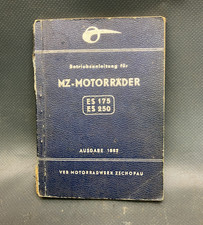 Betriebsanleitung für
MZ-MOTORRÄDER
ES 175
ES 250
AUSGABE 1962
VEB MOTORRADWERK ZSCHOPAU